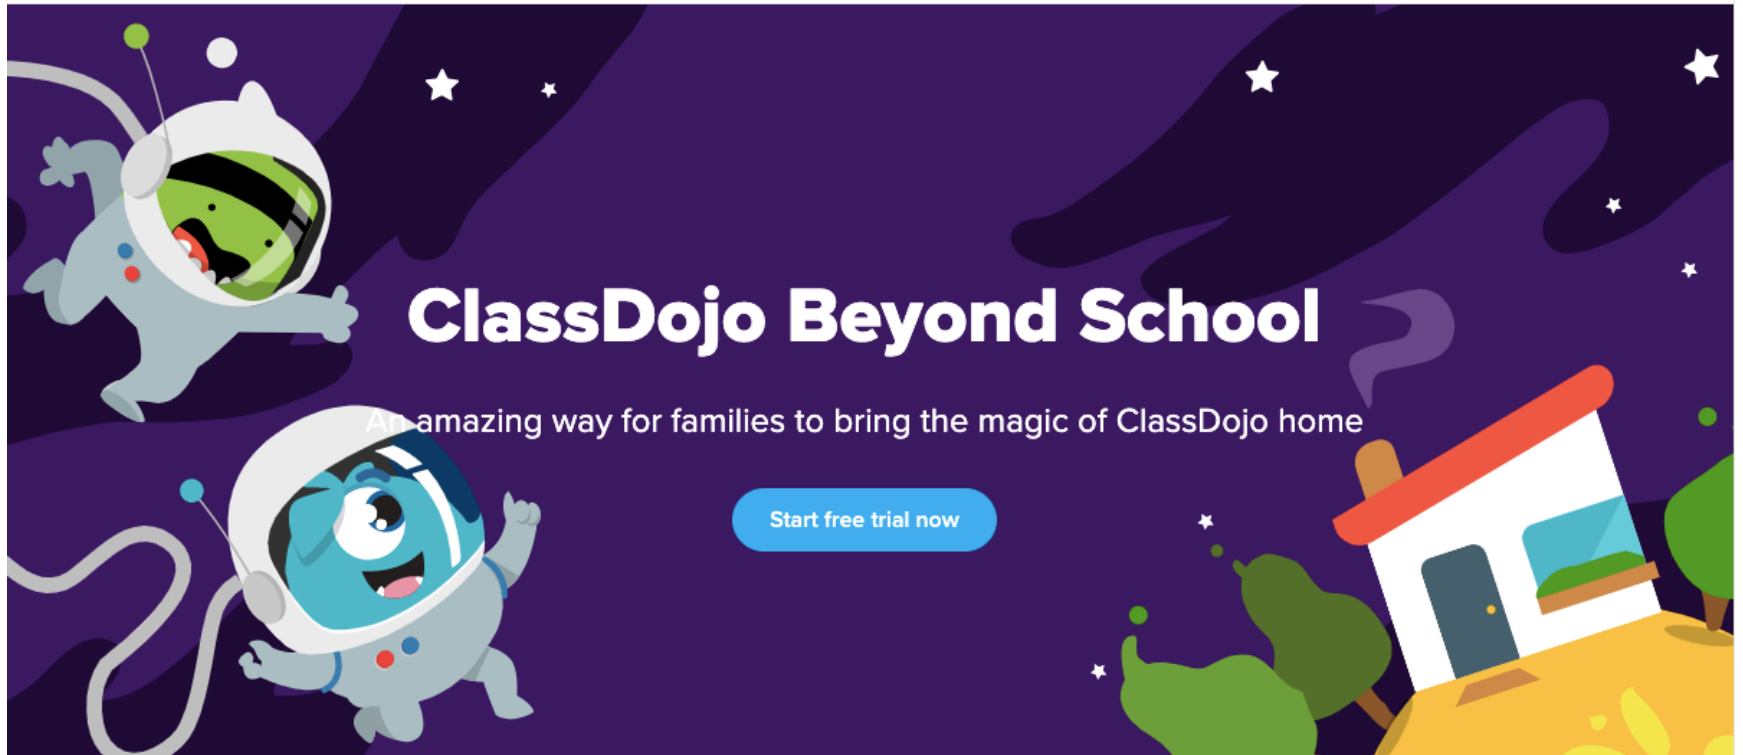 ClassDojo Beyond School
An amazing way for families to bring the magic of ClassDojo home
Start free trial now